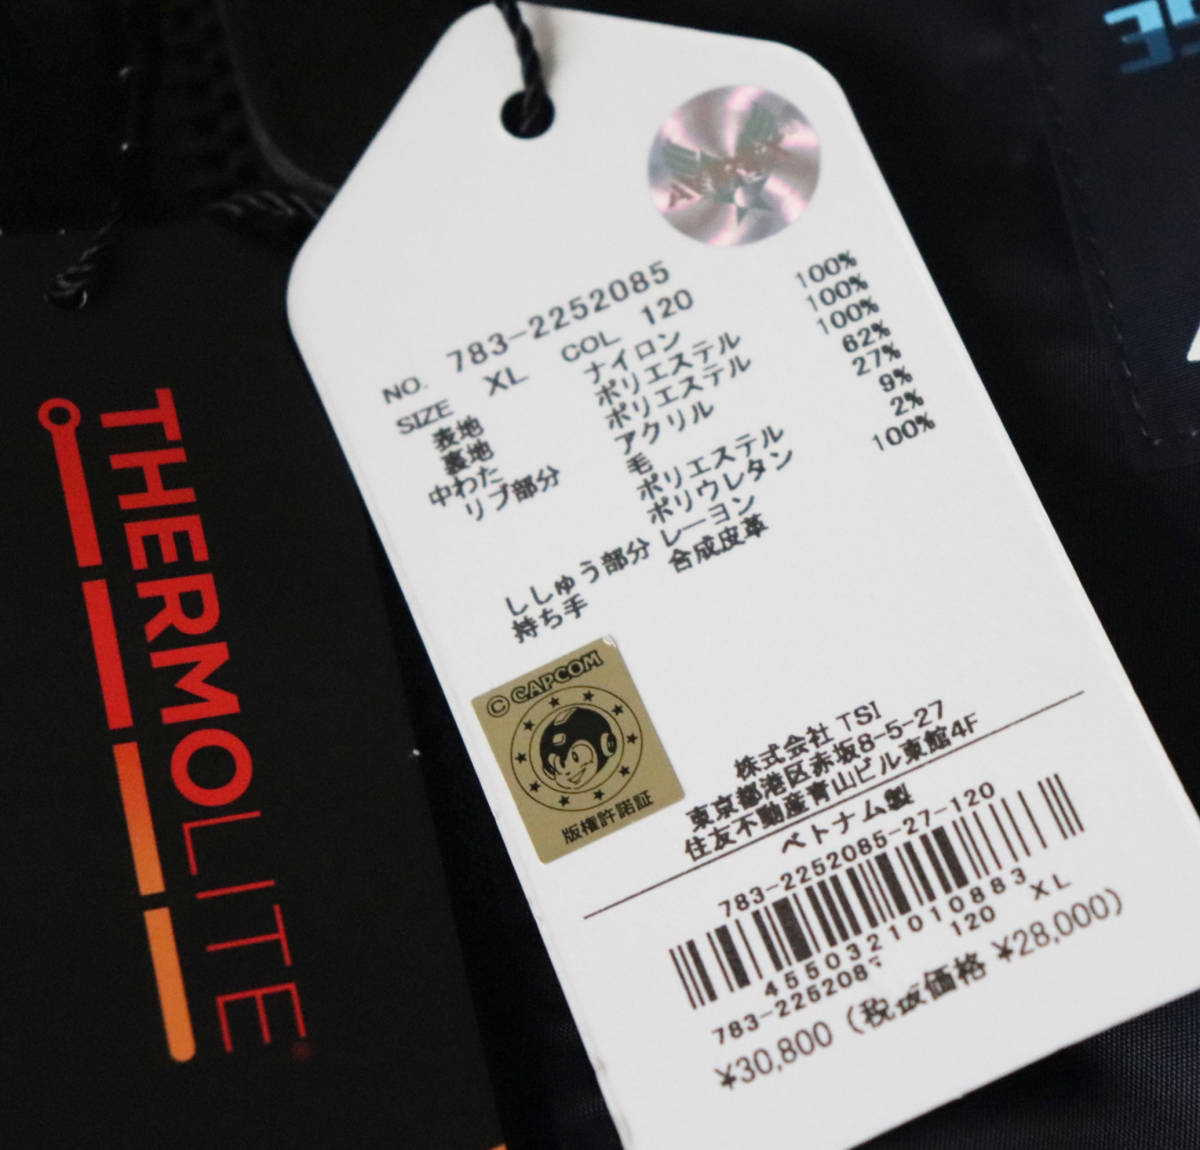 THERMOLITE®
AVIREX
NO. 783-2252085
SIZE XL COL 120
表地 ナイロン 100%
裏地 ポリエステル 100%
中わた ポリエステル 100%
リブ部分 アクリル 62%
毛 27%
ポリエステル 9%
ポリウレタン 2%
ししゅう部分 レーヨン 100%
持ち手 合成皮革
© CAPCOM
版権許諾証
株式会社 TSI
東京都港区赤坂8-5-27
住友不動産青山ビル東館4F
ベトナム製
783-2252085-27-120
4550321010883
783-225208 120 XL
¥30,800 (税抜価格 ¥28,000)